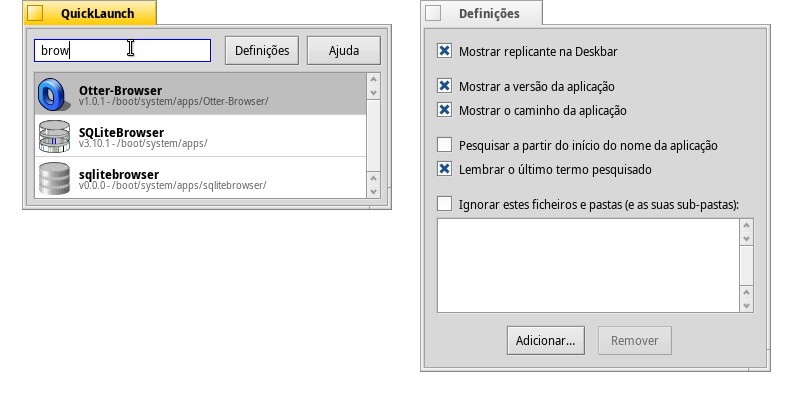 QuickLaunch
brow
Definições
Ajuda
Otter-Browser
v1.0.1 - /boot/system/apps/Otter-Browser/
SQLiteBrowser
v3.10.1 - /boot/system/apps/
sqlitebrowser
v0.0.0 - /boot/system/apps/sqlitebrowser/
Definições
Mostrar replicante na Deskbar
Mostrar a versão da aplicação
Mostrar o caminho da aplicação
Pesquisar a partir do início do nome da aplicação
Lembrar o último termo pesquisado
Ignorar estes ficheiros e pastas (e as suas sub-pastas):
Adicionar...
Remover